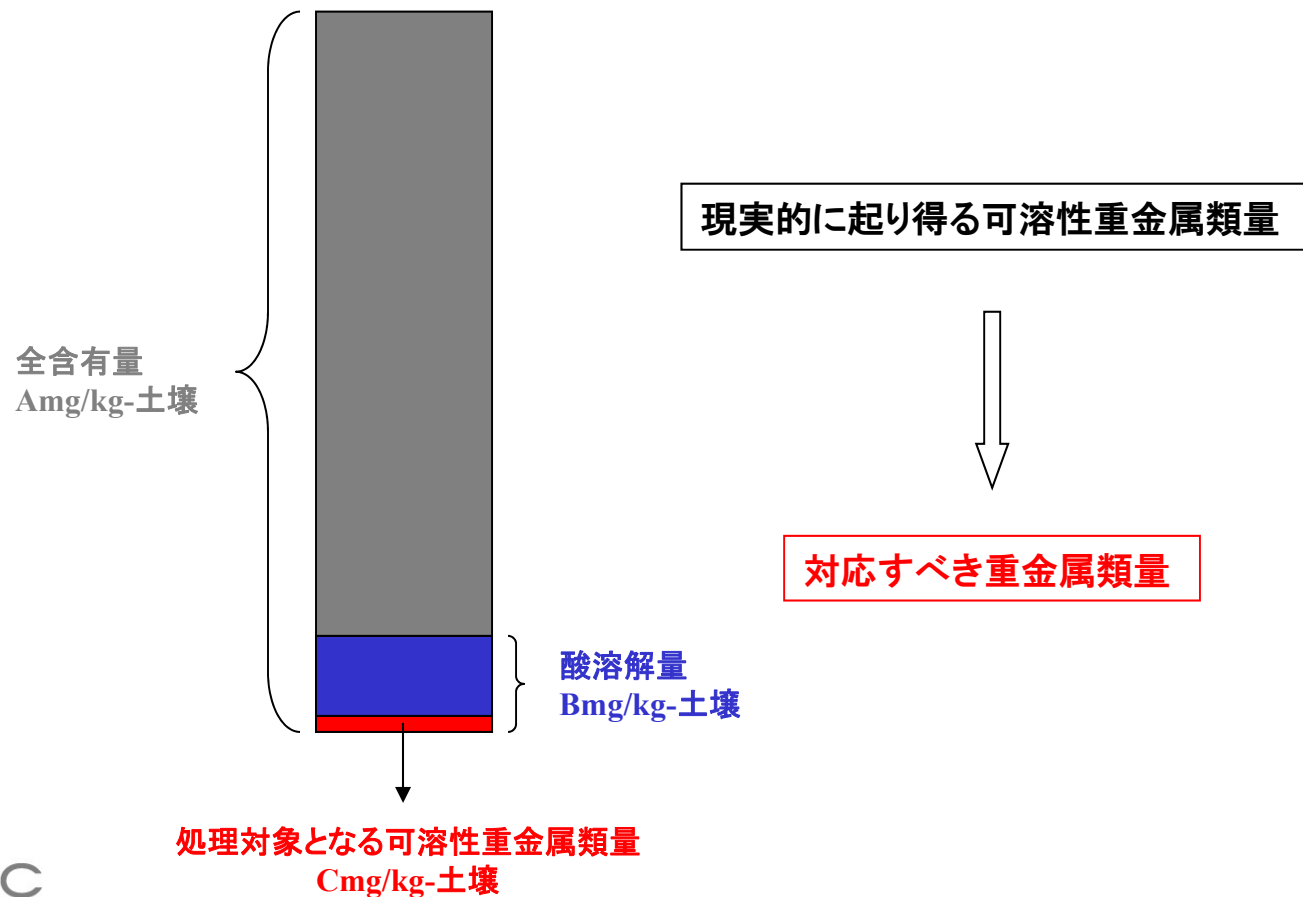 現実的に起り得る可溶性重金属類量
全含有量
Amg/kg-土壌
対応すべき重金属類量
酸溶解量
Bmg/kg-土壌
処理対象となる可溶性重金属類量
Cmg/kg-土壌
C